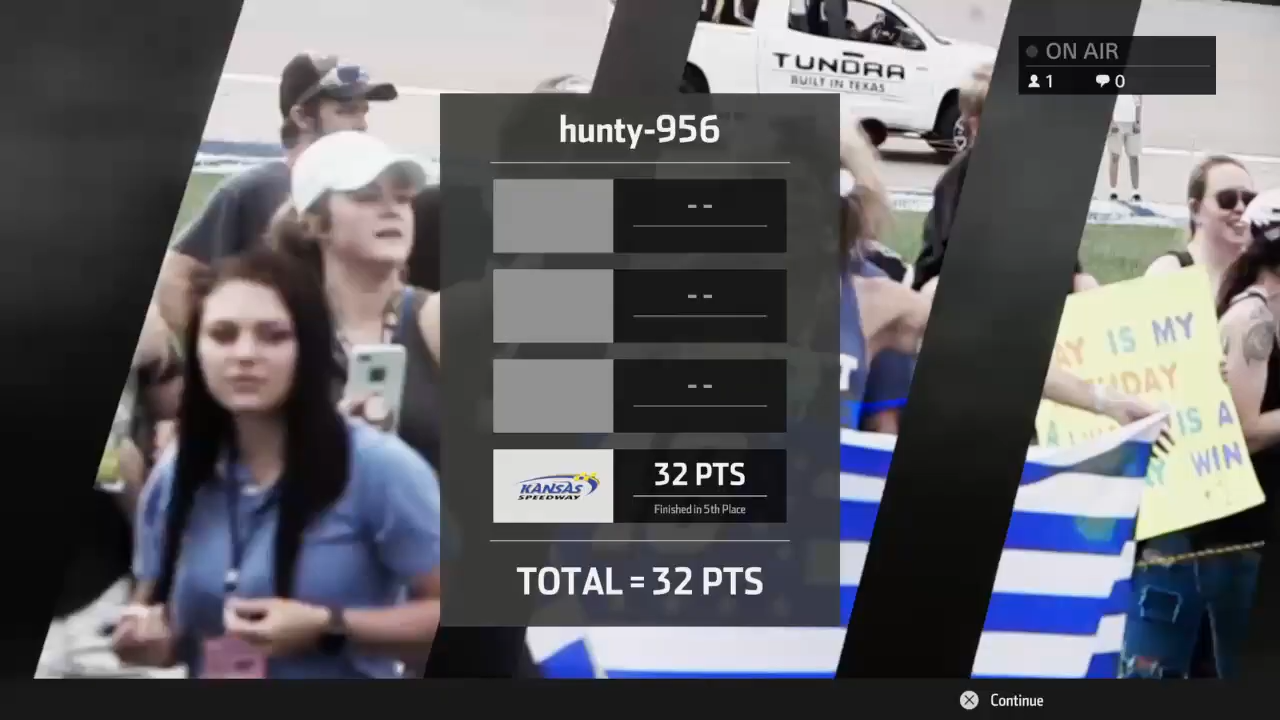 TUNDRA
BUILT IN TEXAS
ON AIR
1
0
hunty-956
--
--
--
KANSAS
SPEEDWAY
32 PTS
Finished in 5th Place
TOTAL = 32 PTS
AY IS MY
IS A
WIN
Continue